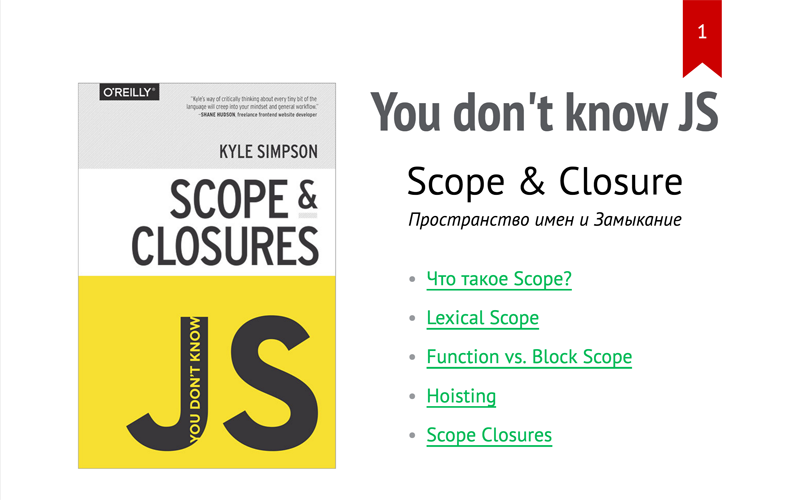 1
O'REILLY®
"Kyle's way of critically thinking about every tiny bit of the
language will creep into your mindset and general workflow."
—SHANE HUDSON, freelance frontend website developer
KYLE SIMPSON
SCOPE &
CLOSURES
YOU DON'T KNOW
JS
You don't know JS
Scope & Closure
Пространство имен и Замыкание
• Что такое Scope?
• Lexical Scope
• Function vs. Block Scope
• Hoisting
• Scope Closures